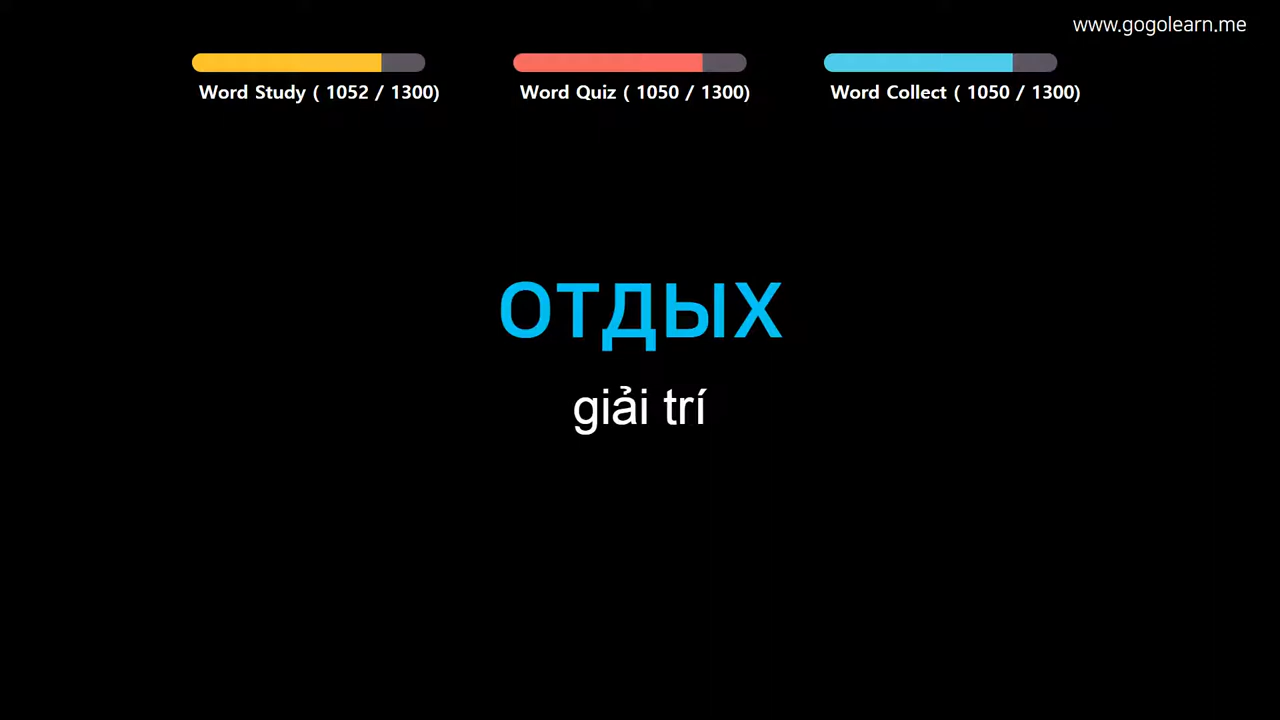 www.gogolearn.me
Word Study ( 1052 / 1300)
Word Quiz ( 1050 / 1300)
Word Collect ( 1050 / 1300)
отдых
giải trí